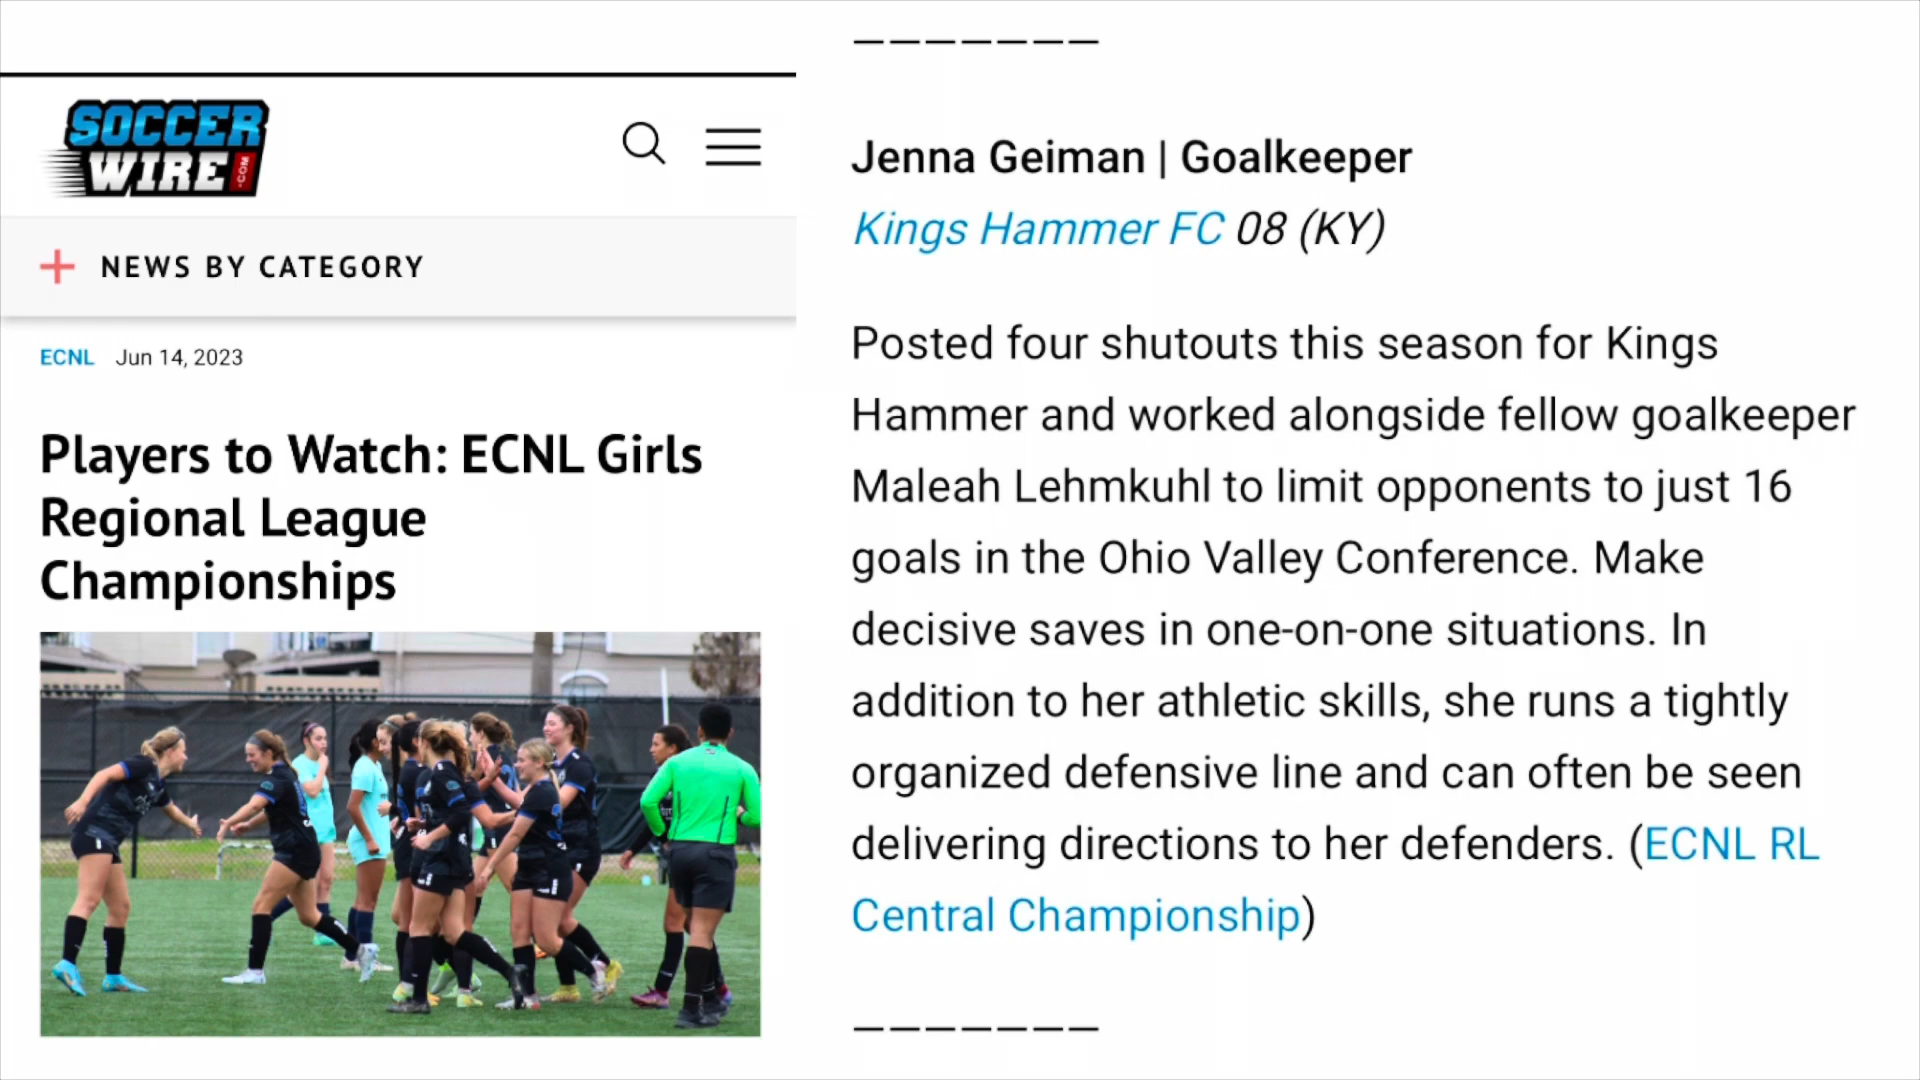 SOCCER
WIRE .COM
NEWS BY CATEGORY
ECNL Jun 14, 2023
Players to Watch: ECNL Girls
Regional League
Championships
_______
Jenna Geiman | Goalkeeper
Kings Hammer FC 08 (KY)
Posted four shutouts this season for Kings
Hammer and worked alongside fellow goalkeeper
Maleah Lehmkuhl to limit opponents to just 16
goals in the Ohio Valley Conference. Make
decisive saves in one-on-one situations. In
addition to her athletic skills, she runs a tightly
organized defensive line and can often be seen
delivering directions to her defenders. (ECNL RL
Central Championship)
_______